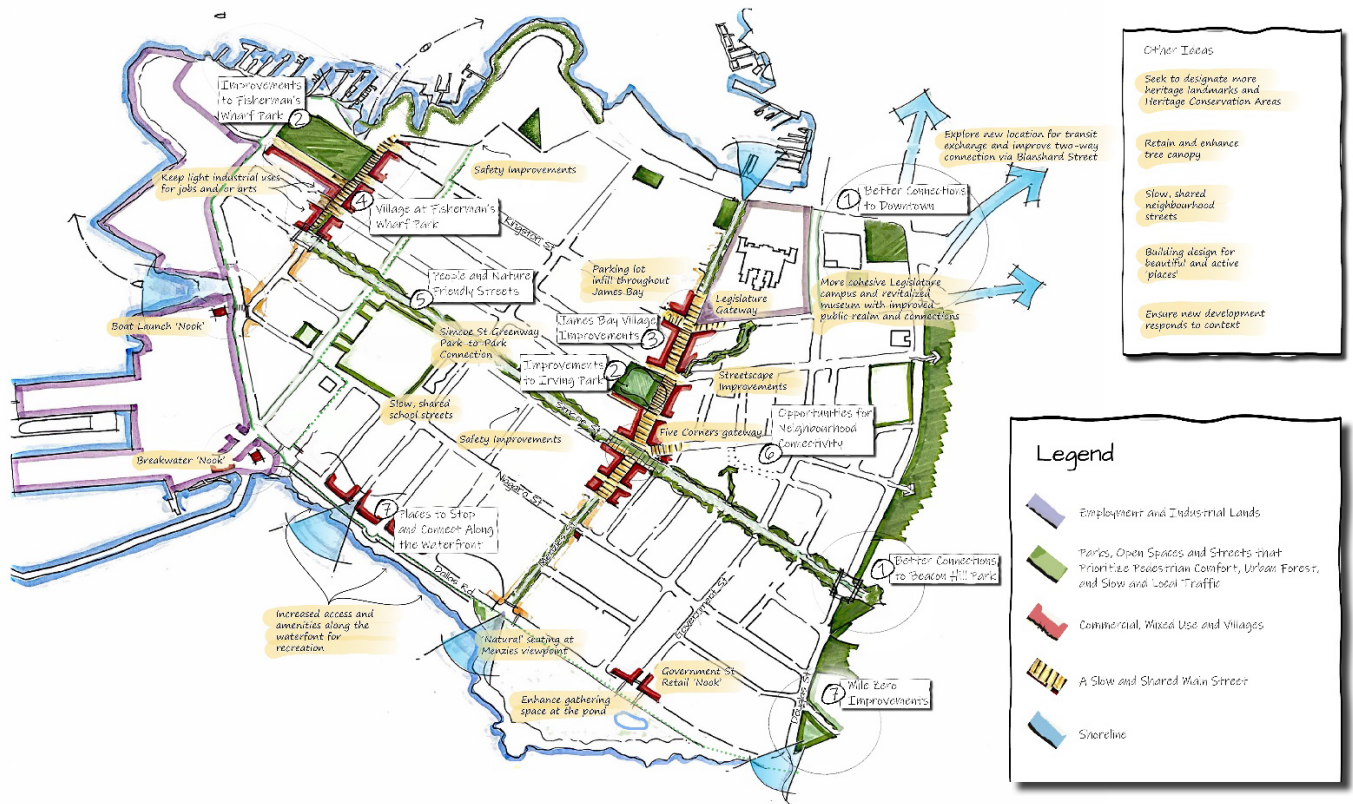 Improvements
to Fisherman's
Wharf Park
2
Keep light industrial uses
for jobs and/or arts
Safety Improvements
4
Village at Fisherman's
Wharf Park
Kingston St
Explore new location for transit
exchange and improve two-way
connection via Blanshard Street
1
Better Connections
to Downtown
People and Nature
Friendly Streets
5
Parking lot
infill throughout
James Bay
Legislature
Gateway
More cohesive Legislature
campus and revitalized
museum with improved
public realm and connections
Boat Launch 'Nook'
Simcoe St Greenway
Park-to-Park
Connection
James Bay Village
Improvements
3
Improvements
to Irving Park
2
Streetscape
Improvements
Slow, shared
school streets
Simcoe St
Safety Improvements
Five Corners gateway
Opportunities for
Neighbourhood
Connectivity
6
Breakwater 'Nook'
Niagara St
7
Places to Stop
and Connect Along
the Waterfront
Menzies St
Dallas Rd
Government St
1
Better Connections
to Beacon Hill Park
Increased access and
amenities along the
waterfont for
recreation
'Natural' seating at
Menzies viewpoint
Government St
Retail 'Nook'
Enhance gathering
space at the pond
Douglas St
7
Mile Zero
Improvements
Other Ideas
Seek to designate more
heritage landmarks and
Heritage Conservation Areas
Retain and enhance
tree canopy
Slow, shared
neighbourhood
streets
Building design for
beautiful and active
'places'
Ensure new development
responds to context
Legend
Employment and Industrial Lands
Parks, Open Spaces and Streets that
Prioritize Pedestrian Comfort, Urban Forest,
and Slow and Local Traffic
Commercial, Mixed Use and Villages
A Slow and Shared Main Street
Shoreline